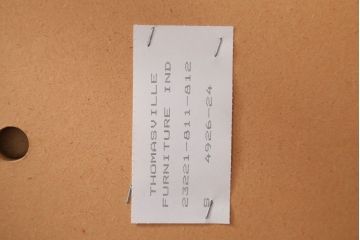 THOMASVILLE
FURNITURE IND
23221-811-812
S 4926-24